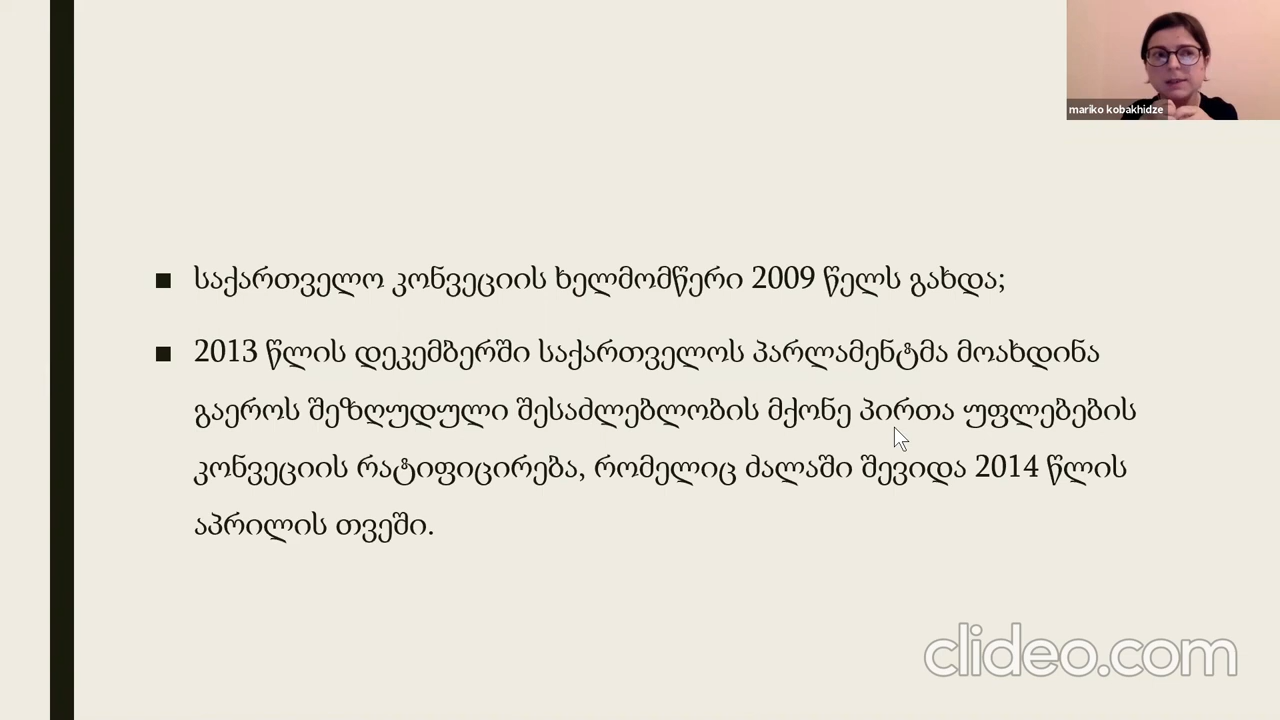 mariko kobakhidze
■ საქართველო კონვეციის ხელმომწერი 2009 წელს გახდა;
■ 2013 წლის დეკემბერში საქართველოს პარლამენტმა მოახდინა
გაეროს შეზღუდული შესაძლებლობის მქონე პირთა უფლებების
კონვეციის რატიფიცირება, რომელიც ძალაში შევიდა 2014 წლის
აპრილის თვეში.
clideo.com